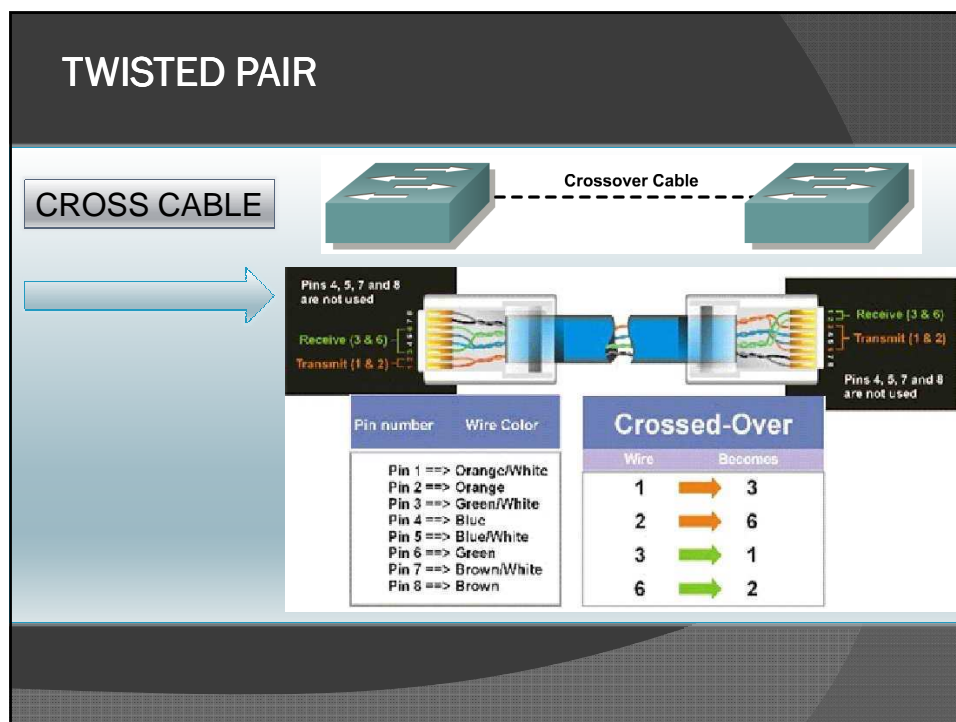 TWISTED PAIR
CROSS CABLE
Crossover Cable
Pins 4, 5, 7 and 8
are not used
Receive (3 & 6)
Transmit (1 & 2)
Receive (3 & 6)
Transmit (1 & 2)
Pins 4, 5, 7 and 8
are not used
Pin number Wire Color
Pin 1 ==> Orange/White
Pin 2 ==> Orange
Pin 3 ==> Green/White
Pin 4 ==> Blue
Pin 5 ==> Blue/White
Pin 6 ==> Green
Pin 7 ==> Brown/White
Pin 8 ==> Brown
Crossed-Over
Wire Becomes
1 3
2 6
3 1
6 2